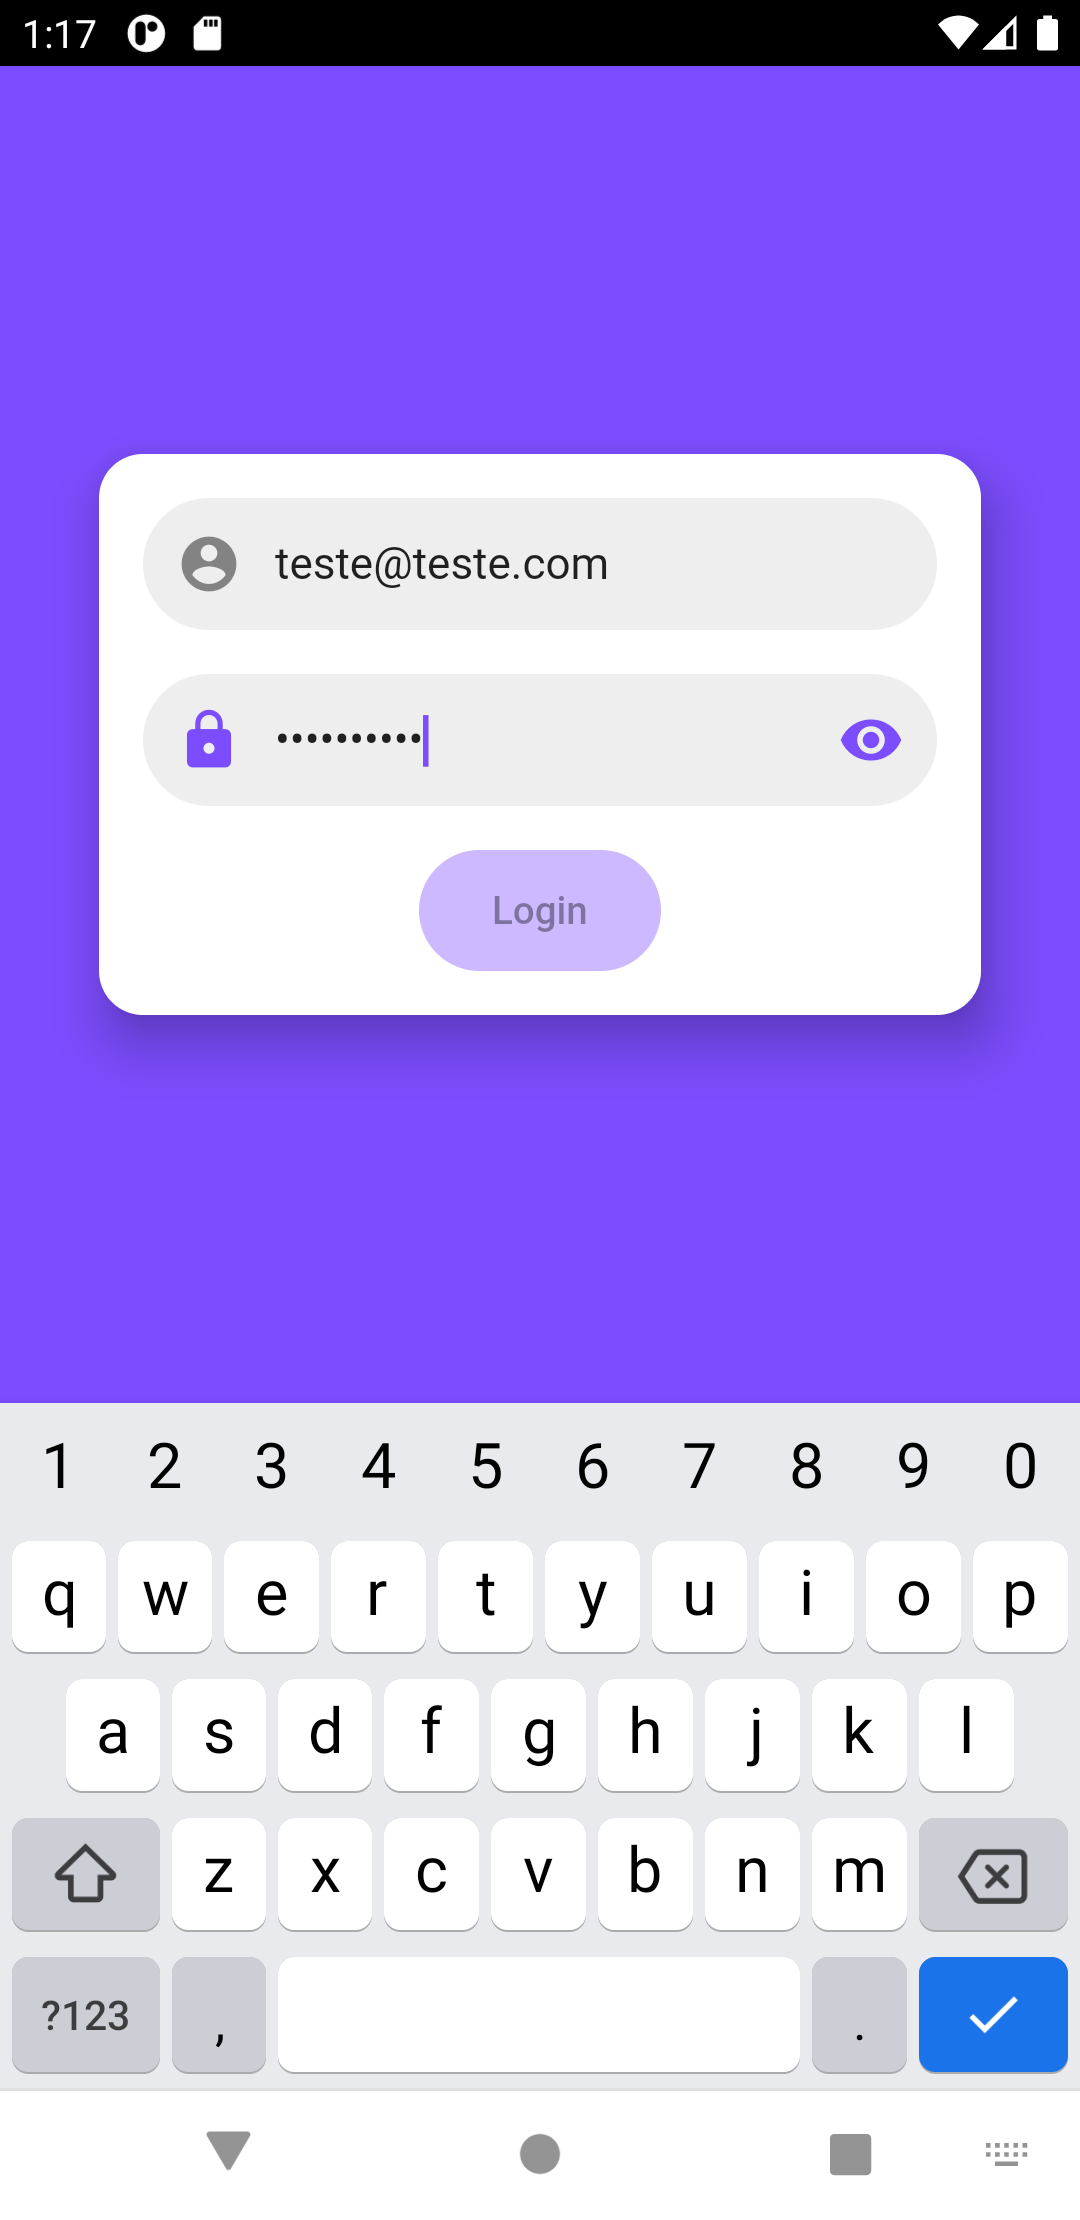 1:17
teste@teste.com
••••••••••
Login
1 2 3 4 5 6 7 8 9 0
q w e r t y u i o p
a s d f g h j k l
z x c v b n m
?123 , .